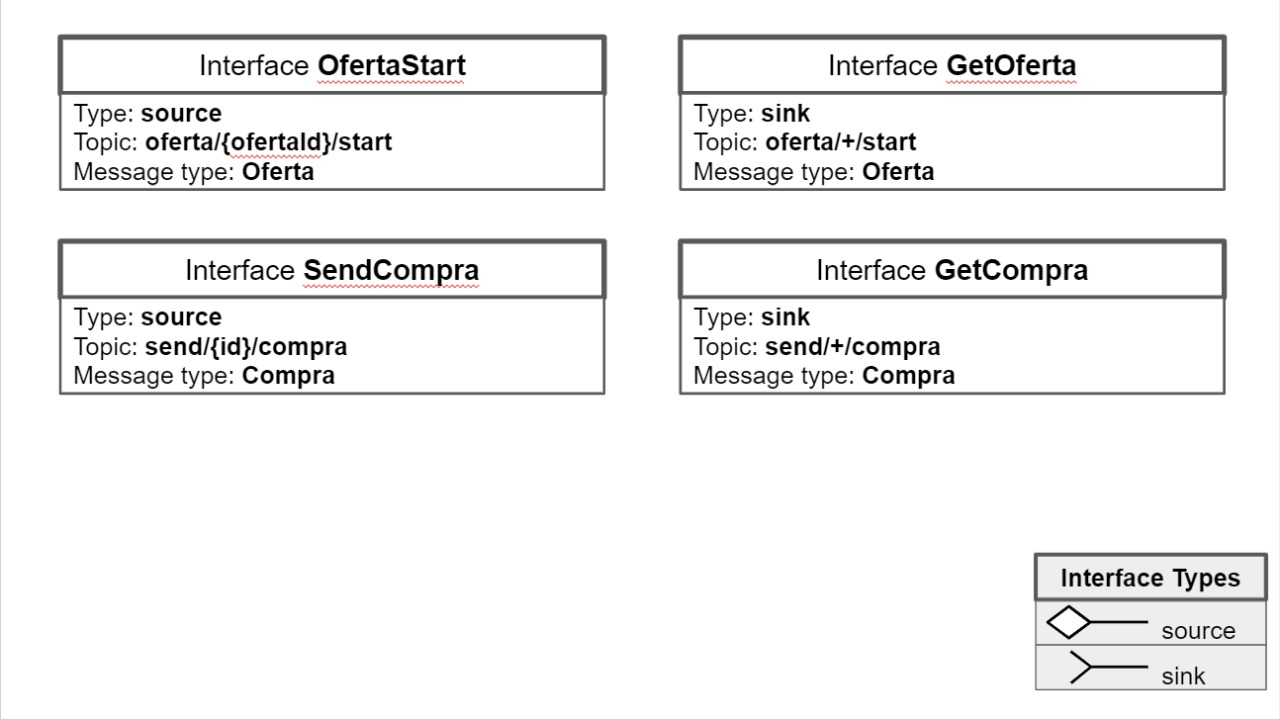 Interface OfertaStart
Type: source
Topic: oferta/{ofertaId}/start
Message type: Oferta
Interface GetOferta
Type: sink
Topic: oferta/+/start
Message type: Oferta
Interface SendCompra
Type: source
Topic: send/{id}/compra
Message type: Compra
Interface GetCompra
Type: sink
Topic: send/+/compra
Message type: Compra
Interface Types
source
sink